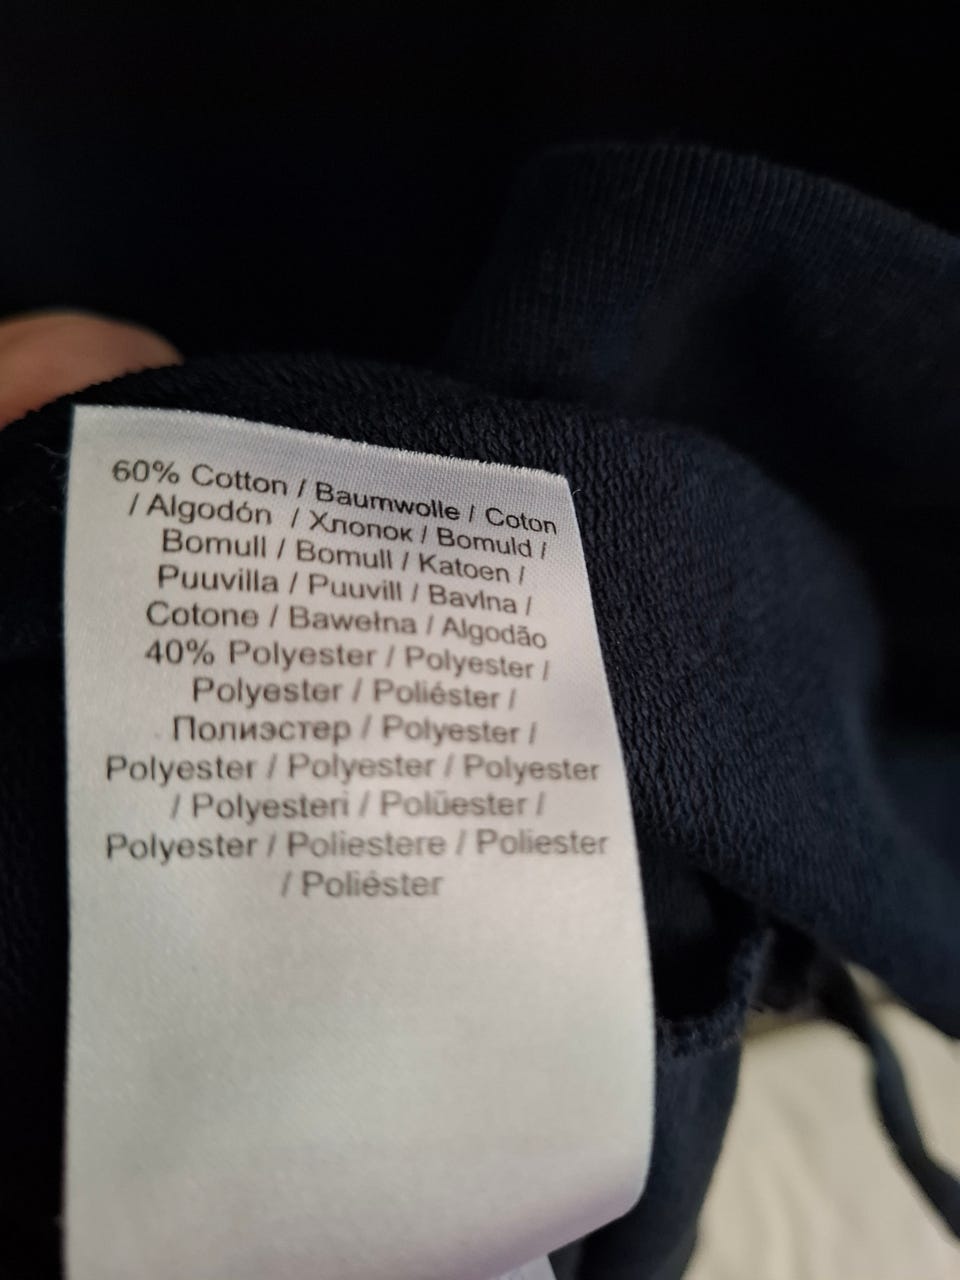 60% Cotton / Baumwolle / Coton
/ Algodón / Хлопок / Bomuld /
Bomull / Bomull / Katoen /
Puuvilla / Puuvill / Bavlna /
Cotone / Bawełna / Algodão
40% Polyester / Polyester /
Polyester / Poliéster /
Полиэстер / Polyester /
Polyester / Polyester / Polyester
/ Polyesteri / Polüester /
Polyester / Poliestere / Poliester
/ Poliéster